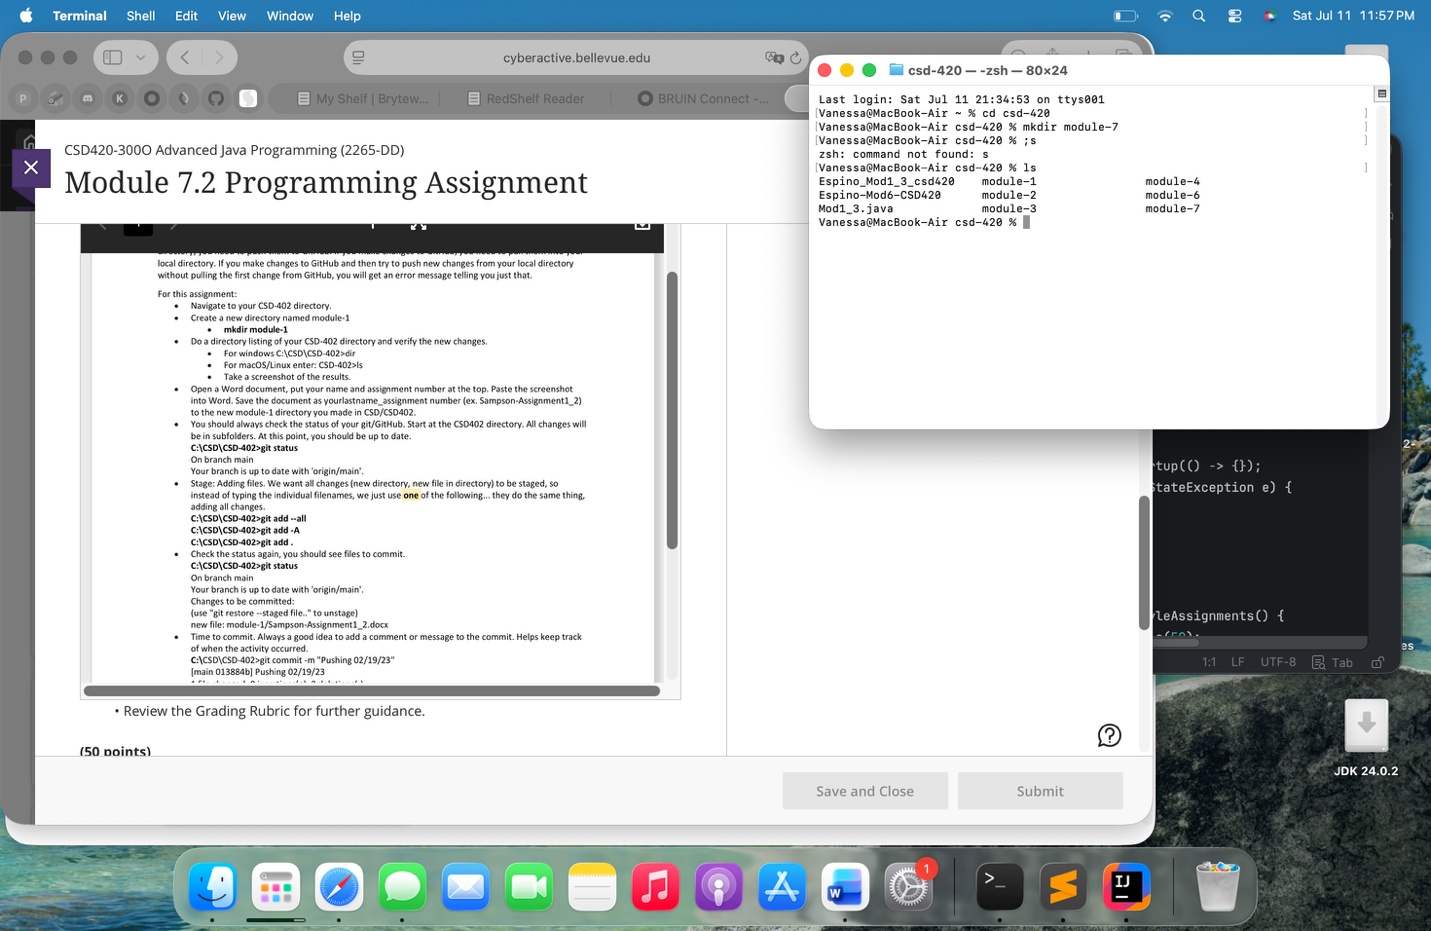 Terminal Shell Edit View Window Help
Sat Jul 11 11:57 PM
cyberactive.bellevue.edu
P K My Shelf | Brytew... RedShelf Reader BRUIN Connect -...
CSD420-300O Advanced Java Programming (2265-DD)
Module 7.2 Programming Assignment
local directory. If you make changes to GitHub and then try to push new changes from your local directory
without pulling the first change from GitHub, you will get an error message telling you just that.
For this assignment:
• Navigate to your CSD-402 directory.
• Create a new directory named module-1
• mkdir module-1
• Do a directory listing of your CSD-402 directory and verify the new changes.
• For windows C:\CSD\CSD-402>dir
• For macOS/Linux enter: CSD-402>ls
• Take a screenshot of the results.
• Open a Word document, put your name and assignment number at the top. Paste the screenshot
into Word. Save the document as yourlastname_assignment number (ex. Sampson-Assignment1_2)
to the new module-1 directory you made in CSD/CSD402.
• You should always check the status of your git/GitHub. Start at the CSD402 directory. All changes will
be in subfolders. At this point, you should be up to date.
C:\CSD\CSD-402>git status
On branch main
Your branch is up to date with 'origin/main'.
• Stage: Adding files. We want all changes (new directory, new file in directory) to be staged, so
instead of typing the individual filenames, we just use one of the following... they do the same thing,
adding all changes.
C:\CSD\CSD-402>git add --all
C:\CSD\CSD-402>git add -A
C:\CSD\CSD-402>git add .
• Check the status again, you should see files to commit.
C:\CSD\CSD-402>git status
On branch main
Your branch is up to date with 'origin/main'.
Changes to be committed:
(use "git restore --staged file.." to unstage)
new file: module-1/Sampson-Assignment1_2.docx
• Time to commit. Always a good idea to add a comment or message to the commit. Helps keep track
of when the activity occurred.
C:\CSD\CSD-402>git commit -m "Pushing 02/19/23"
[main 013884b] Pushing 02/19/23
• Review the Grading Rubric for further guidance.
(50 points)
Save and Close Submit
csd-420 — -zsh — 80×24
Last login: Sat Jul 11 21:34:53 on ttys001
[Vanessa@MacBook-Air ~ % cd csd-420 ]
[Vanessa@MacBook-Air csd-420 % mkdir module-7 ]
[Vanessa@MacBook-Air csd-420 % ;s ]
zsh: command not found: s
[Vanessa@MacBook-Air csd-420 % ls ]
Espino_Mod1_3_csd420 module-1 module-4
Espino-Mod6-CSD420 module-2 module-6
Mod1_3.java module-3 module-7
Vanessa@MacBook-Air csd-420 %
tup(() -> {});
StateException e) {
yleAssignments() {
1:1 LF UTF-8 Tab
JDK 24.0.2
W
1
>_
IJ